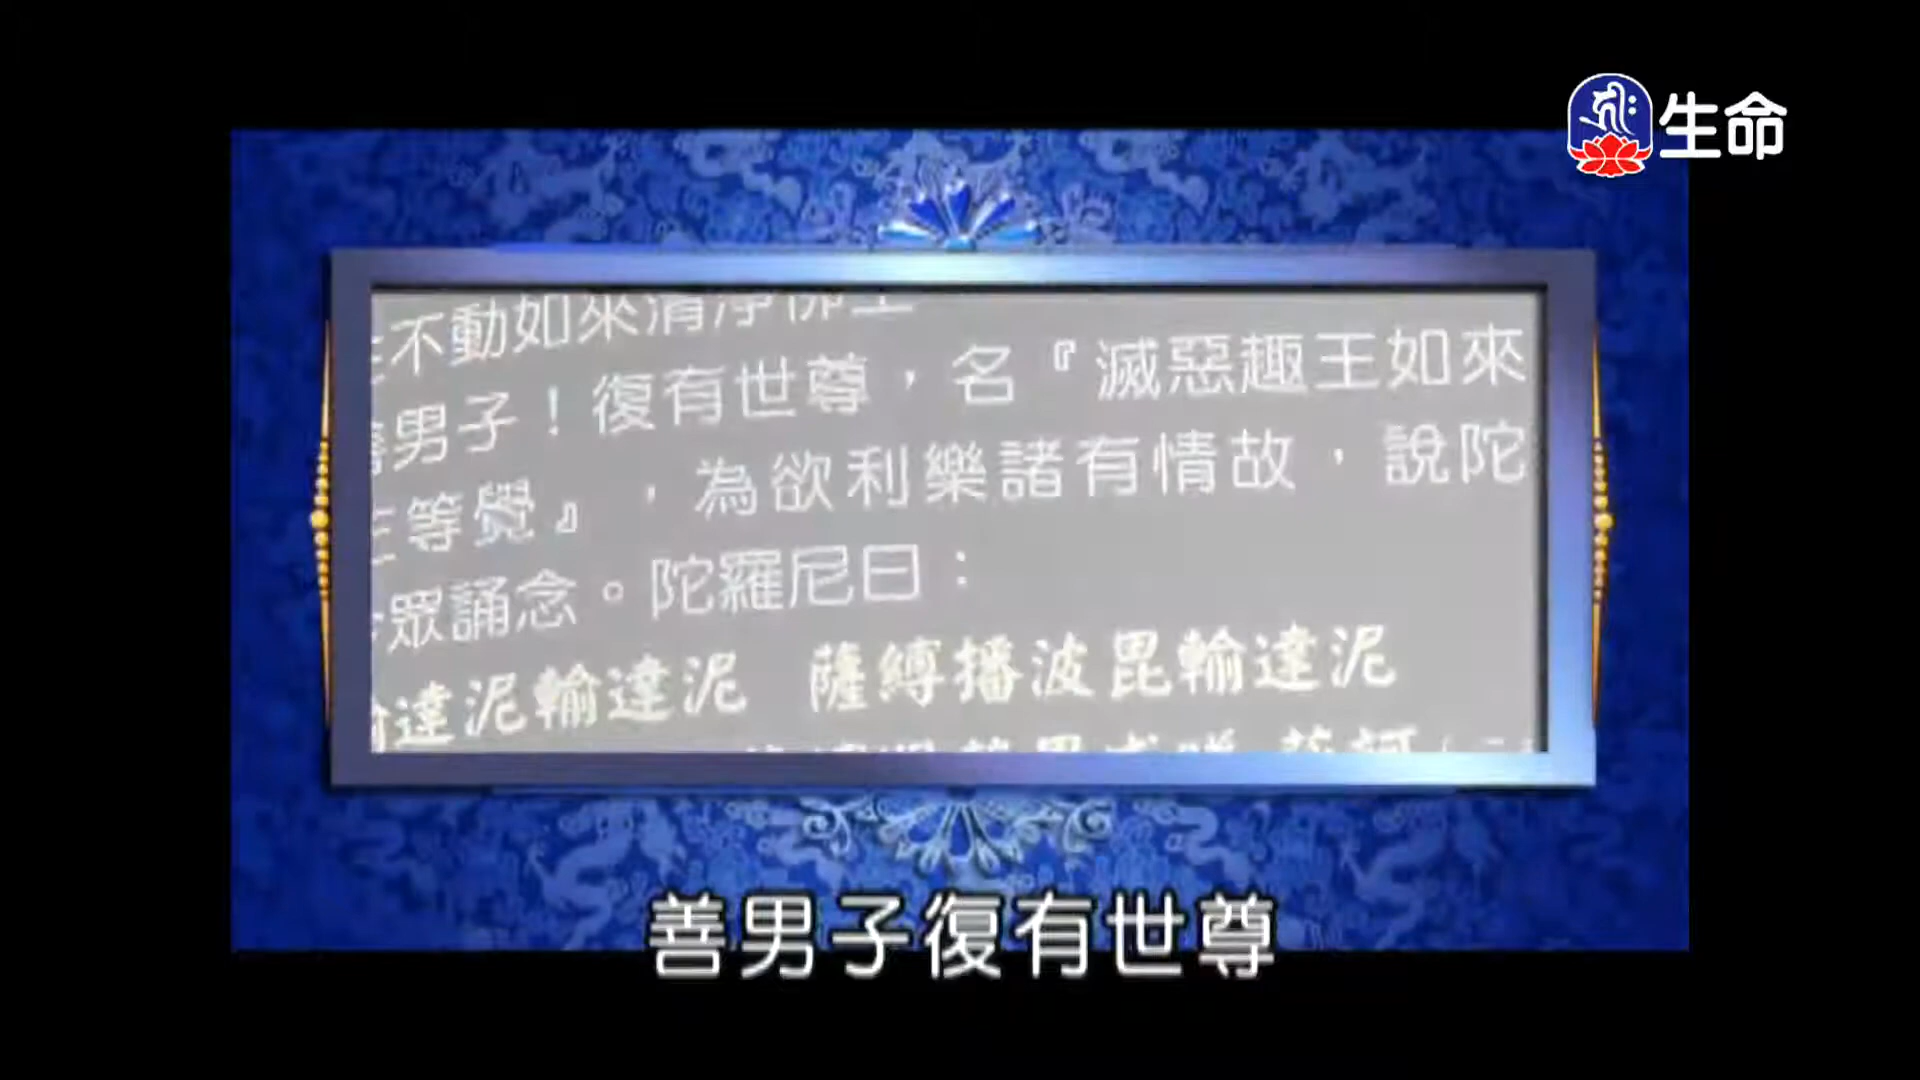 生命
不動如來清淨佛土
男子！復有世尊，名『滅惡趣王如來
等覺』，為欲利樂諸有情故，說陀
眾誦念。陀羅尼曰：
達泥輸達泥 薩縛播波毘輸達泥
善男子復有世尊